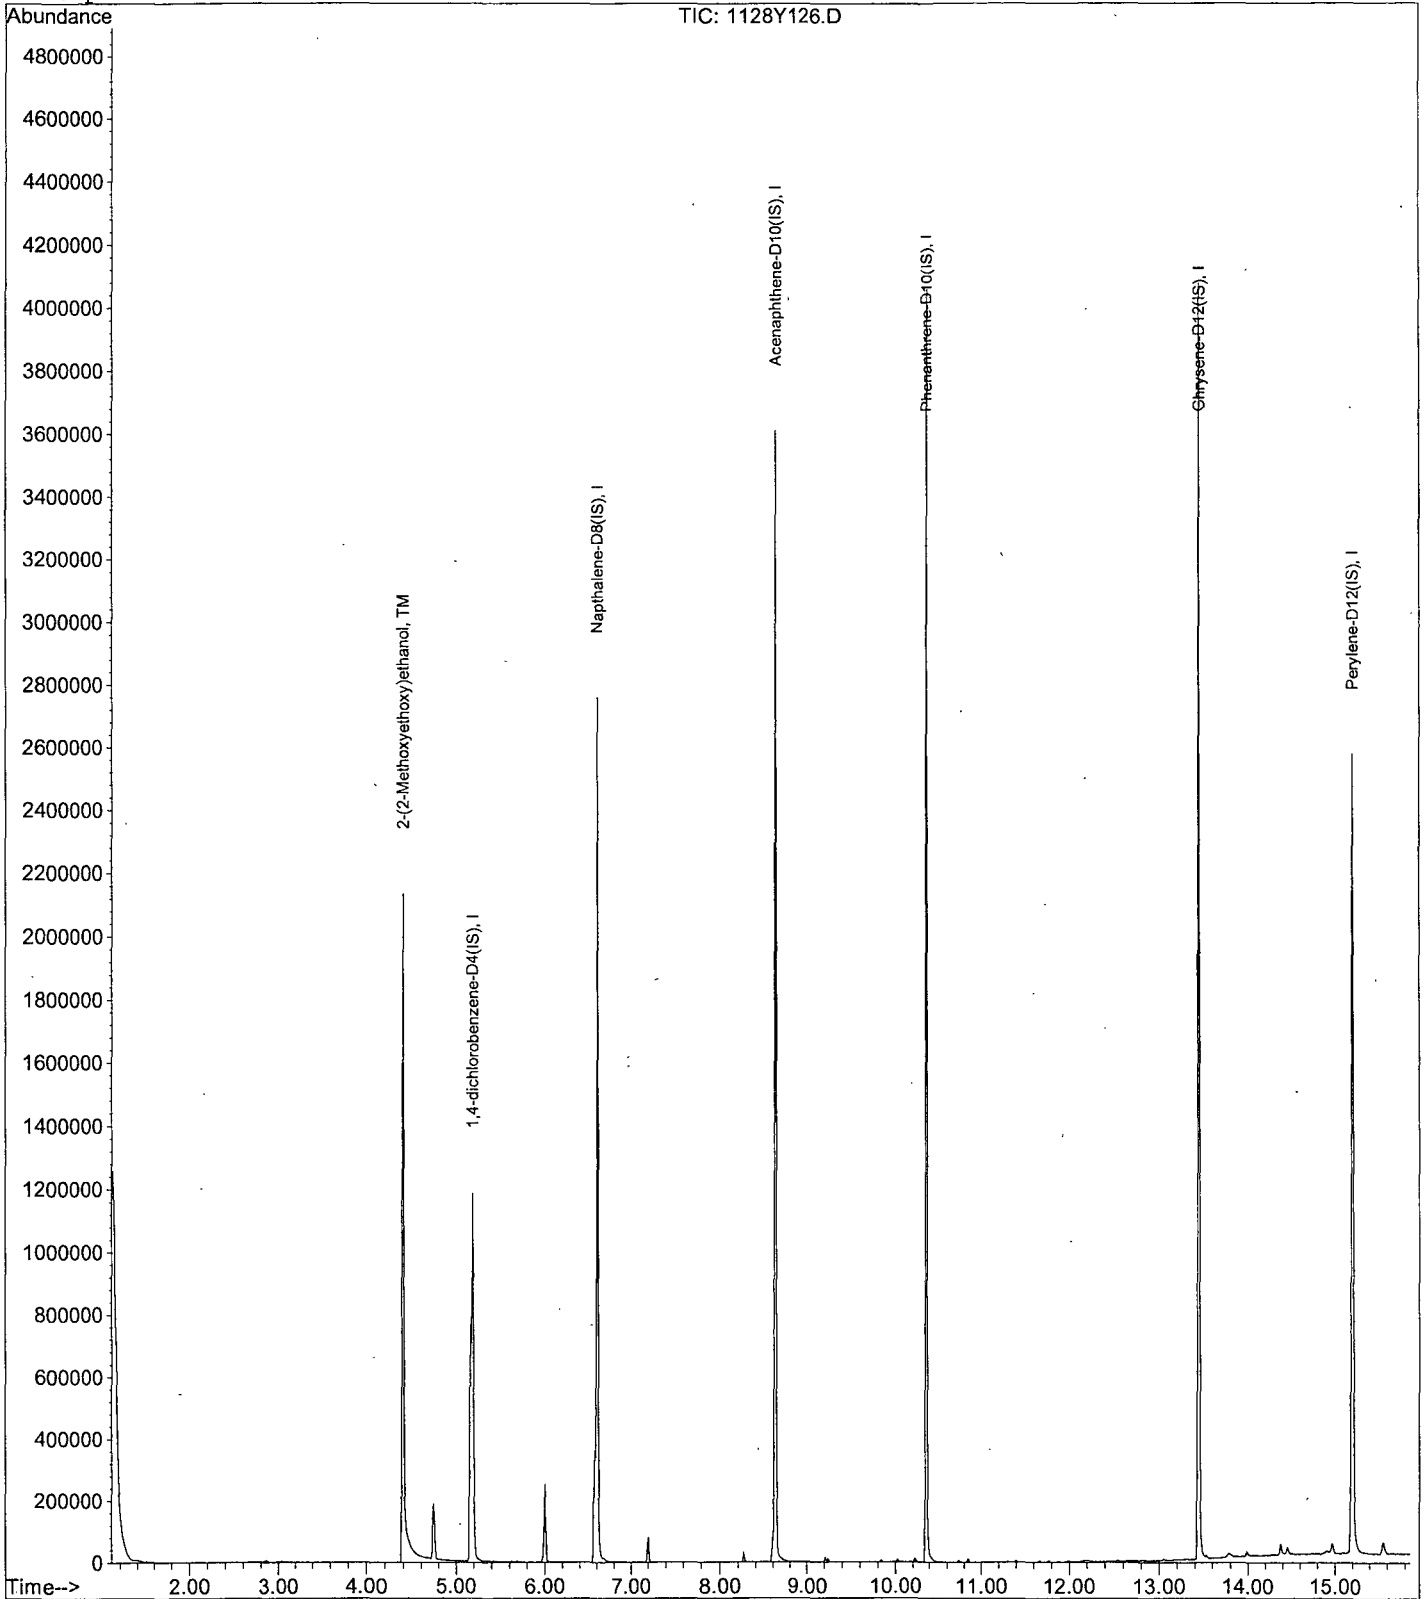 Abundance
TIC: 1128Y126.D
4800000
4600000
4400000
4200000
4000000
3800000
3600000
3400000
3200000
3000000
2800000
2600000
2400000
2200000
2000000
1800000
1600000
1400000
1200000
1000000
800000
600000
400000
200000
0
2-(2-Methoxyethoxy)ethanol, TM
1,4-dichlorobenzene-D4(IS), I
Napthalene-D8(IS), I
Acenaphthene-D10(IS), I
Phenanthrene-D10(IS), I
Chrysene-D12(IS), I
Perylene-D12(IS), I
Time--> 2.00 3.00 4.00 5.00 6.00 7.00 8.00 9.00 10.00 11.00 12.00 13.00 14.00 15.00